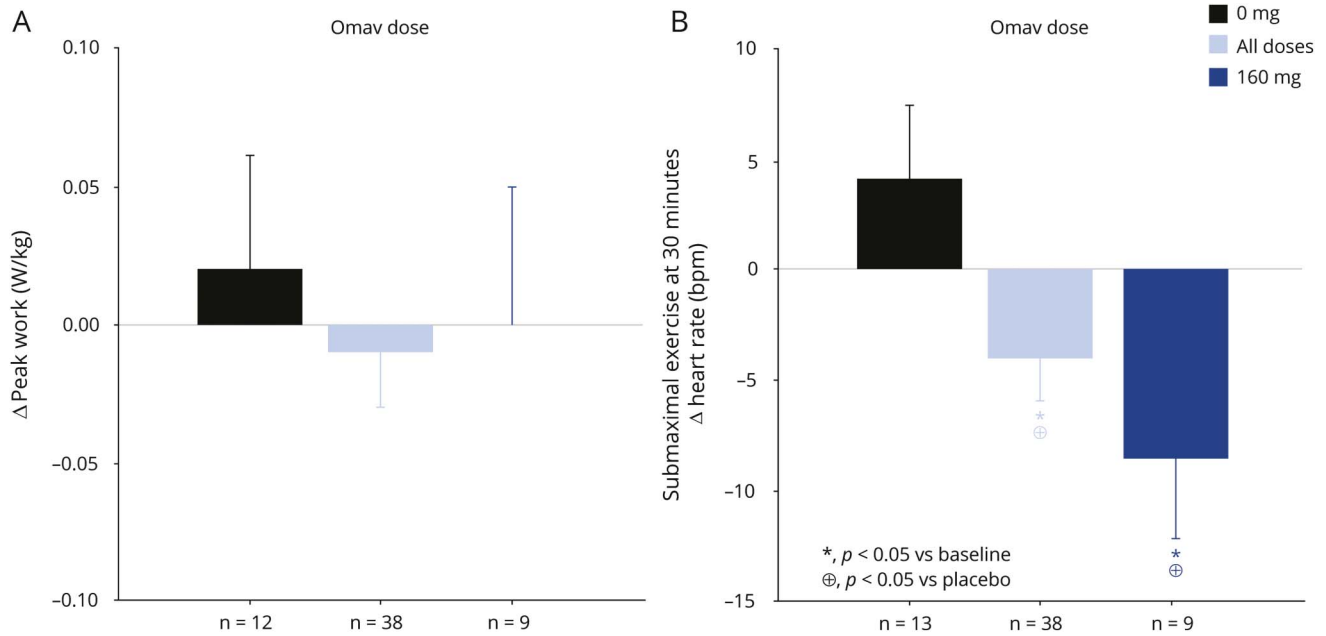 A
Omav dose
0.10
0.05
0.00
–0.05
–0.10
Δ Peak work (W/kg)
n = 12
n = 38
n = 9
B
Omav dose
0 mg
All doses
160 mg
10
5
0
–5
–10
–15
Submaximal exercise at 30 minutes
Δ heart rate (bpm)
*
⊕
*
⊕
*, p < 0.05 vs baseline
⊕, p < 0.05 vs placebo
n = 13
n = 38
n = 9